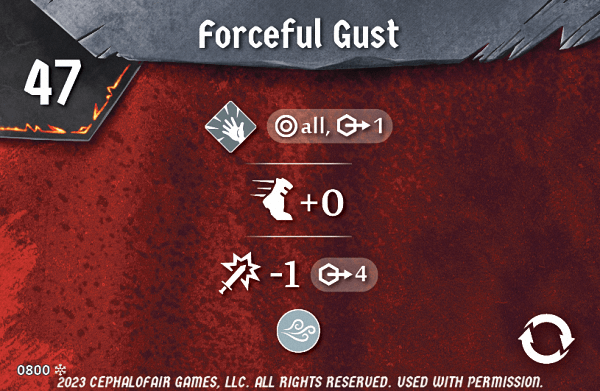 Forceful Gust
47
all, 1
+0
-1 4
0800
2023 CEPHALOFAIR GAMES, LLC. ALL RIGHTS RESERVED. USED WITH PERMISSION.